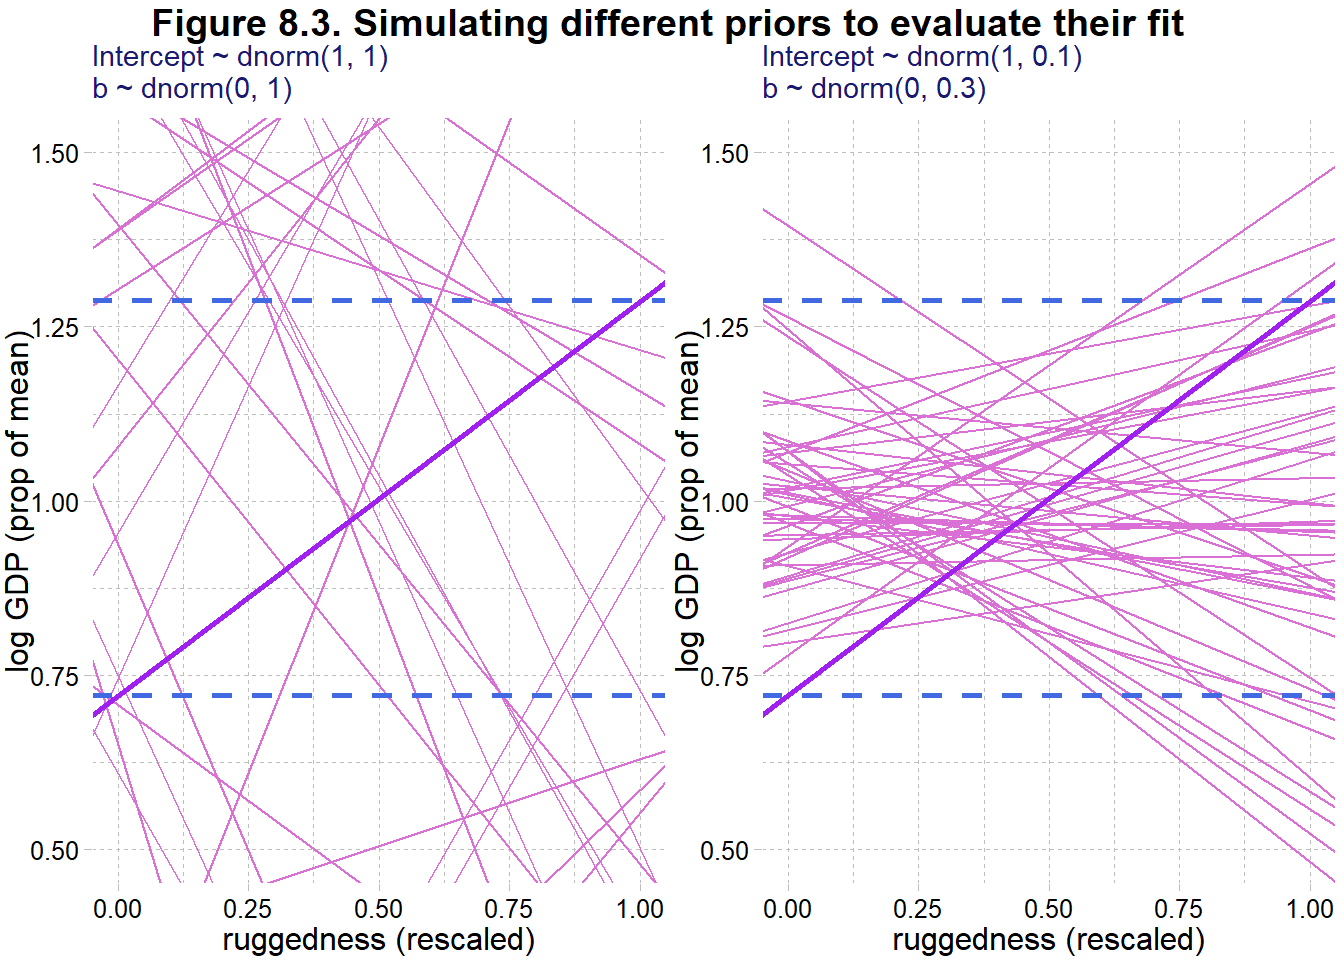 Figure 8.3. Simulating different priors to evaluate their fit
Intercept ~ dnorm(1, 1)
b ~ dnorm(0, 1)
log GDP (prop of mean)
1.50
1.25
1.00
0.75
0.50
0.00 0.25 0.50 0.75 1.00
ruggedness (rescaled)
Intercept ~ dnorm(1, 0.1)
b ~ dnorm(0, 0.3)
log GDP (prop of mean)
1.50
1.25
1.00
0.75
0.50
0.00 0.25 0.50 0.75 1.00
ruggedness (rescaled)